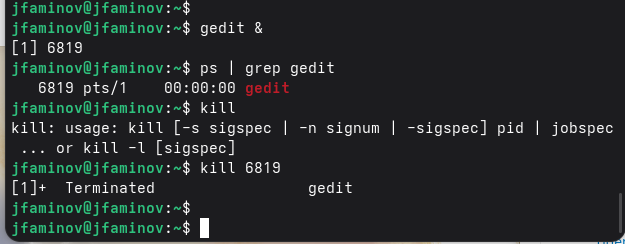 jfaminov@jfaminov:~$
jfaminov@jfaminov:~$ gedit &
[1] 6819
jfaminov@jfaminov:~$ ps | grep gedit
   6819 pts/1    00:00:00 gedit
jfaminov@jfaminov:~$ kill
kill: usage: kill [-s sigspec | -n signum | -sigspec] pid | jobspec
 ... or kill -l [sigspec]
jfaminov@jfaminov:~$ kill 6819
[1]+  Terminated              gedit
jfaminov@jfaminov:~$
jfaminov@jfaminov:~$